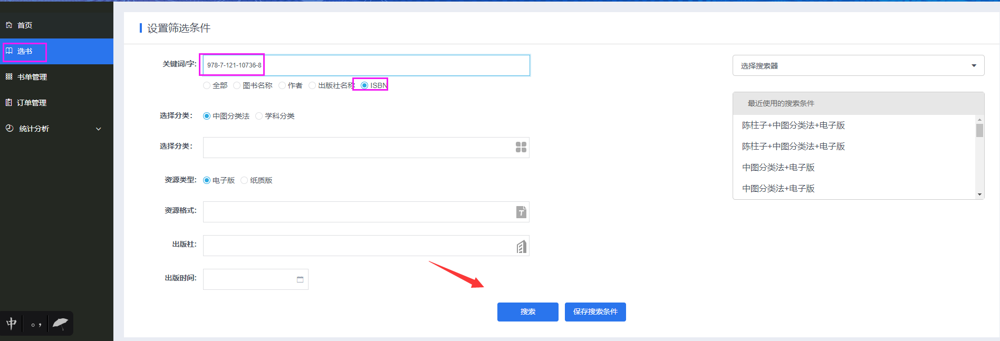 首页
选书
书单管理
订单管理
统计分析
设置筛选条件
关键词/字: 978-7-121-10736-8
全部 图书名称 作者 出版社名称 ISBN
选择分类: 中图分类法 学科分类
选择分类:
资源类型: 电子版 纸质版
资源格式:
T
出版社:
出版时间:
搜索 保存搜索条件
选择搜索器
最近使用的搜索条件
陈柱子+中图分类法+电子版
陈柱子+中图分类法+电子版
中图分类法+电子版
中图分类法+电子版
中 。，